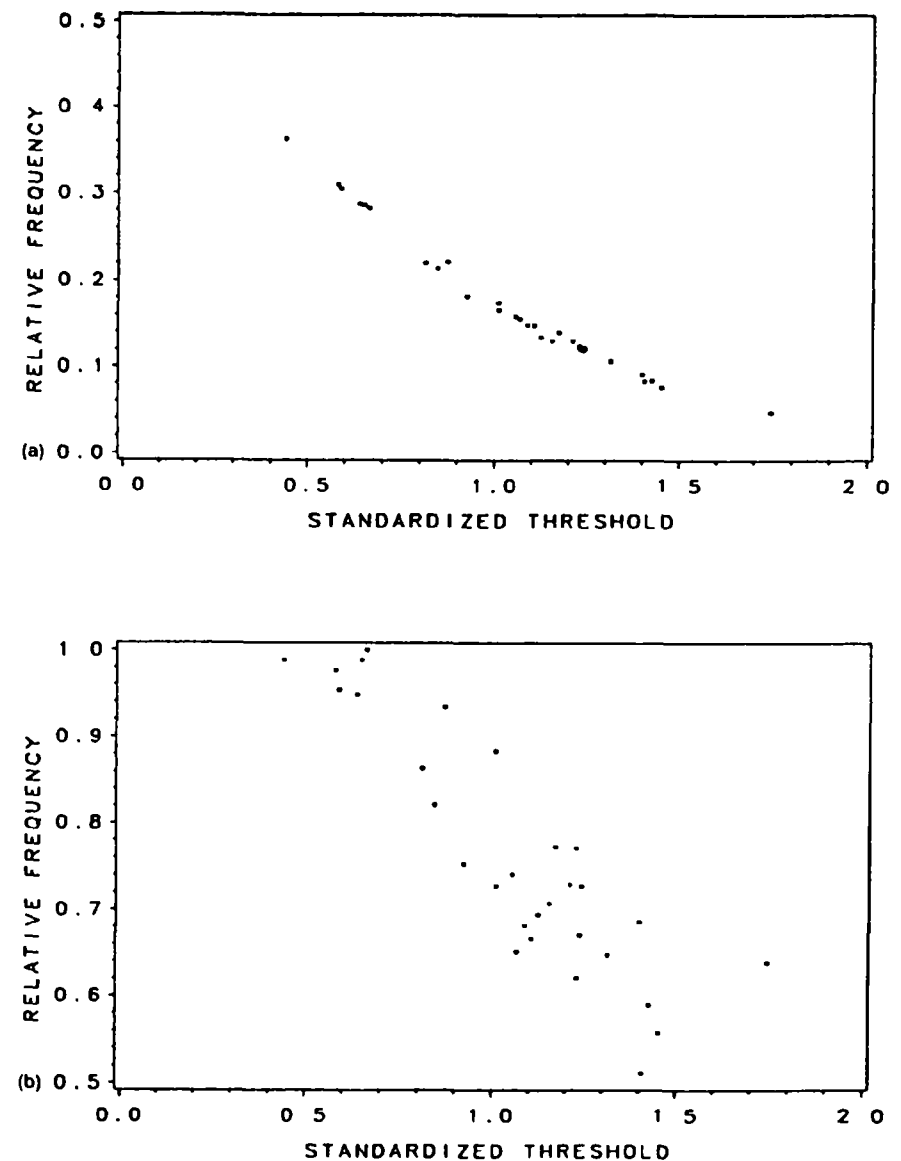 0.5
0 4
0.3
0.2
0.1
(a) 0.0
RELATIVE FREQUENCY
0 0 0.5 1.0 1 5 2 0
STANDARDIZED THRESHOLD
1 0
0.9
0.8
0.7
0.6
(b) 0.5
RELATIVE FREQUENCY
0.0 0 5 1.0 1 5 2 0
STANDARDIZED THRESHOLD